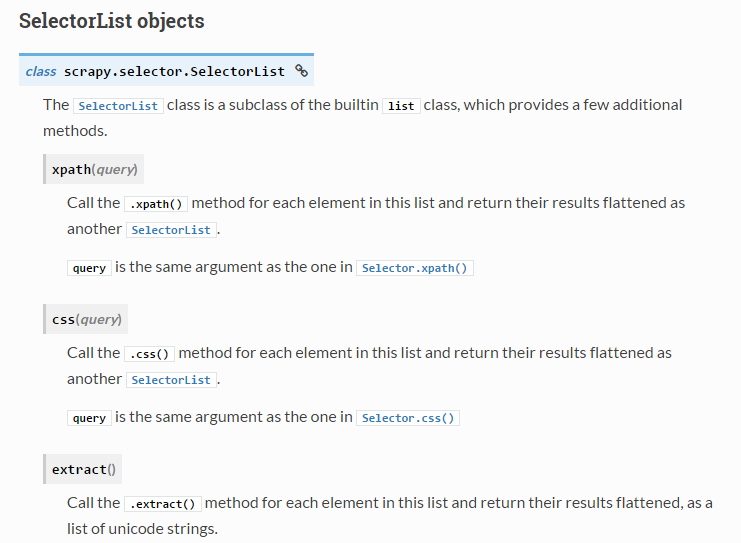 SelectorList objects
class scrapy.selector.SelectorList
The SelectorList class is a subclass of the builtin list class, which provides a few additional
methods.
xpath(query)
Call the .xpath() method for each element in this list and return their results flattened as
another SelectorList.
query is the same argument as the one in Selector.xpath()
css(query)
Call the .css() method for each element in this list and return their results flattened as
another SelectorList.
query is the same argument as the one in Selector.css()
extract()
Call the .extract() method for each element in this list and return their results flattened, as a
list of unicode strings.